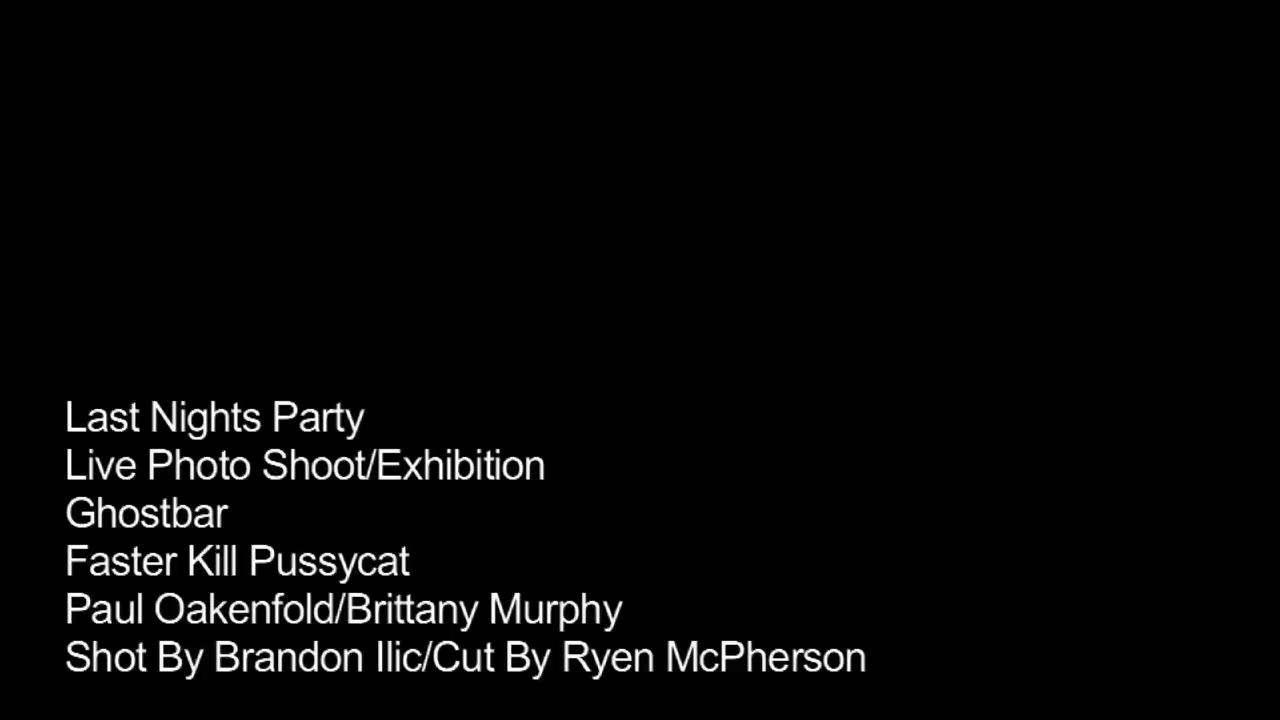 Last Nights Party
Live Photo Shoot/Exhibition
Ghostbar
Faster Kill Pussycat
Paul Oakenfold/Brittany Murphy
Shot By Brandon Ilic/Cut By Ryen McPherson